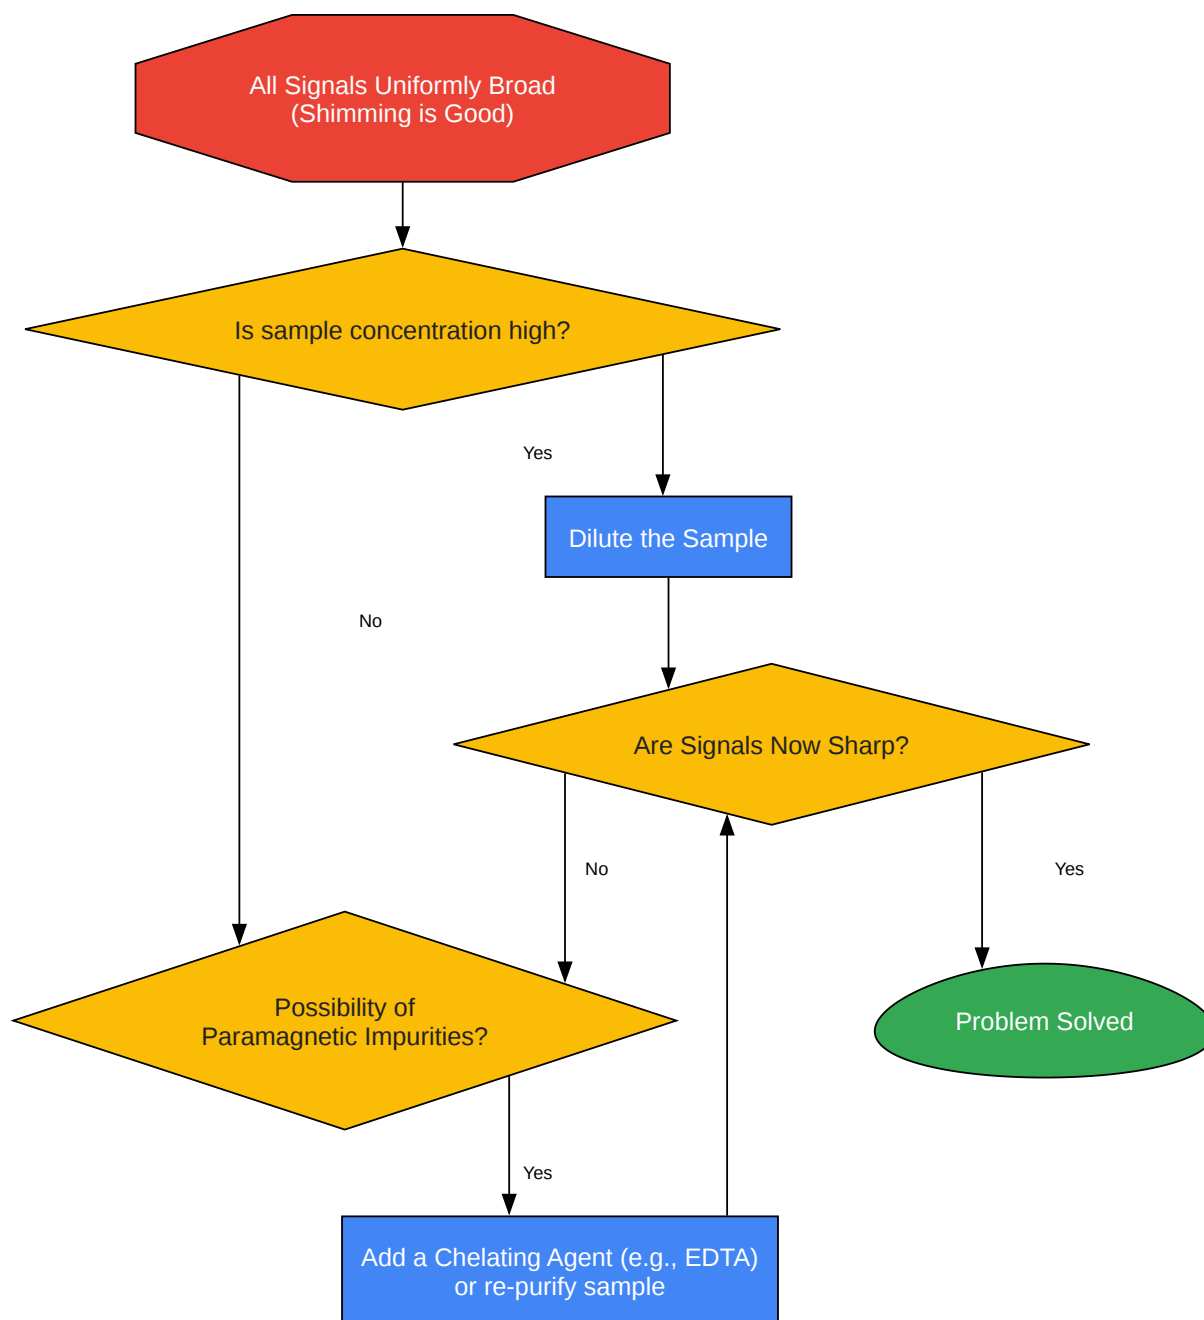 All Signals Uniformly Broad
(Shimming is Good)
Is sample concentration high?
Yes
Dilute the Sample
No
Are Signals Now Sharp?
No
Yes
Possibility of
Paramagnetic Impurities?
Problem Solved
Yes
Add a Chelating Agent (e.g., EDTA)
or re-purify sample